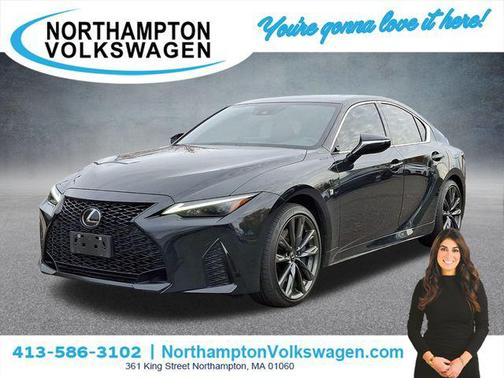 NORTHAMPTON
VOLKSWAGEN
You're gonna love it here!
413-586-3102 | NorthamptonVolkswagen.com
361 King Street Northampton, MA 01060